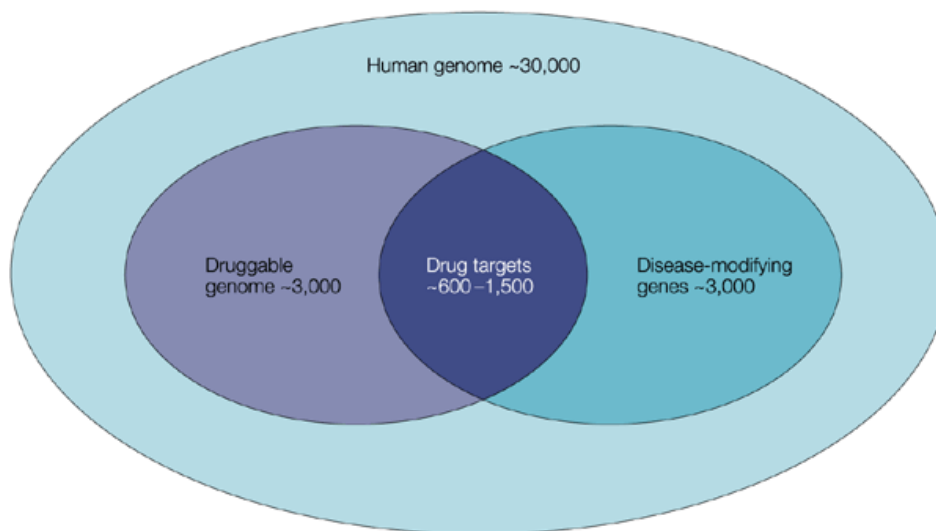 Human genome ~30,000
Druggable
genome ~3,000
Drug targets
~600–1,500
Disease-modifying
genes ~3,000